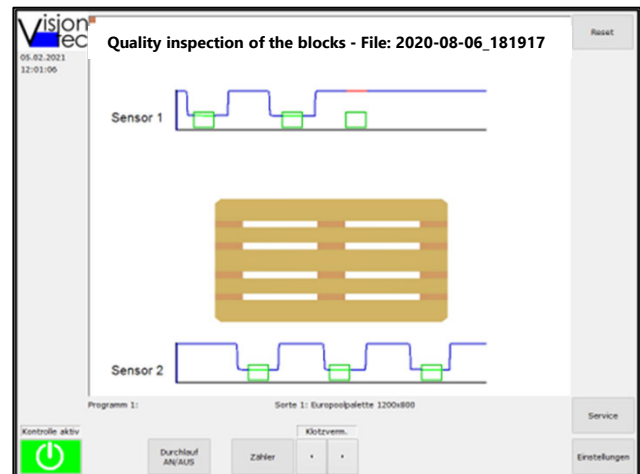 Vision
Tec
Quality inspection of the blocks - File: 2020-08-06_181917
Reset
05.02.2021
12:01:06
Sensor 1
Sensor 2
Programm 1:
Sorte 1: Europoolpalette 1200x800
Service
Kontrolle aktiv
Klotzverm.
Durchlauf
AN/AUS
Zähler
Einstellungen